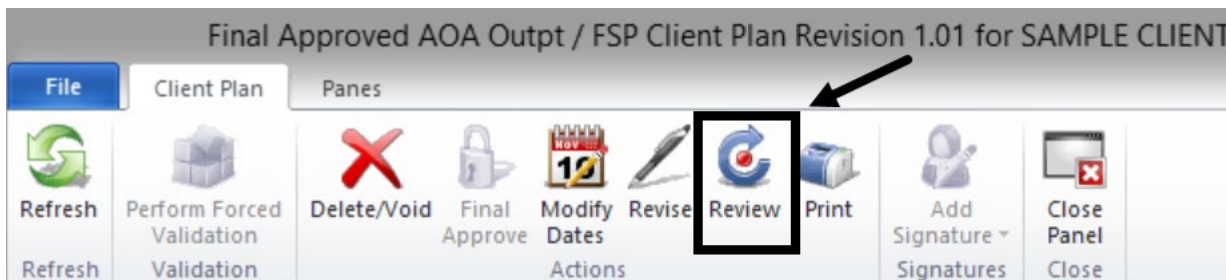 Final Approved AOA Outpt / FSP Client Plan Revision 1.01 for SAMPLE CLIENT
File Client Plan Panes
NOV
19
Refresh
Perform Forced
Validation
Delete/Void
Final
Approve
Modify
Dates
Revise
Review
Print
Add
Signature
Close
Panel
Refresh Validation Actions Signatures Close